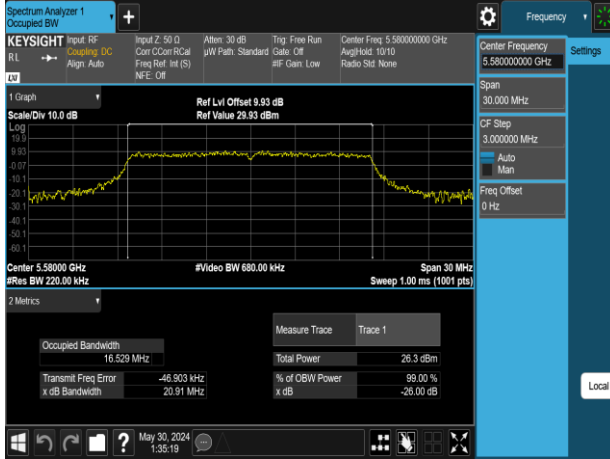 Spectrum Analyzer 1
Occupied BW
+
Frequency
KEYSIGHT
RL
LXI
Input: RF
Coupling: DC
Align: Auto
Input Z: 50 Ω
Corr CCorr RCal
Freq Ref: Int (S)
NFE: Off
Atten: 30 dB
µW Path: Standard
Trig: Free Run
Gate: Off
#IF Gain: Low
Center Freq: 5.580000000 GHz
Avg|Hold: 10/10
Radio Std: None
Center Frequency
5.580000000 GHz
Settings
Span
30.000 MHz
CF Step
3.000000 MHz
Auto
Man
Freq Offset
0 Hz
Local
1 Graph
Scale/Div 10.0 dB
Ref Lvl Offset 9.93 dB
Ref Value 29.93 dBm
Log
19.9
9.93
-0.07
-10.1
-20.1
-30.1
-40.1
-50.1
-60.1
Center 5.58000 GHz
#Video BW 680.00 kHz
Span 30 MHz
#Res BW 220.00 kHz
Sweep 1.00 ms (1001 pts)
2 Metrics
Measure Trace
Trace 1
Occupied Bandwidth
16.529 MHz
Total Power
26.3 dBm
Transmit Freq Error
-46.903 kHz
% of OBW Power
99.00 %
x dB Bandwidth
20.91 MHz
x dB
-26.00 dB
?
May 30, 2024
1:35:19